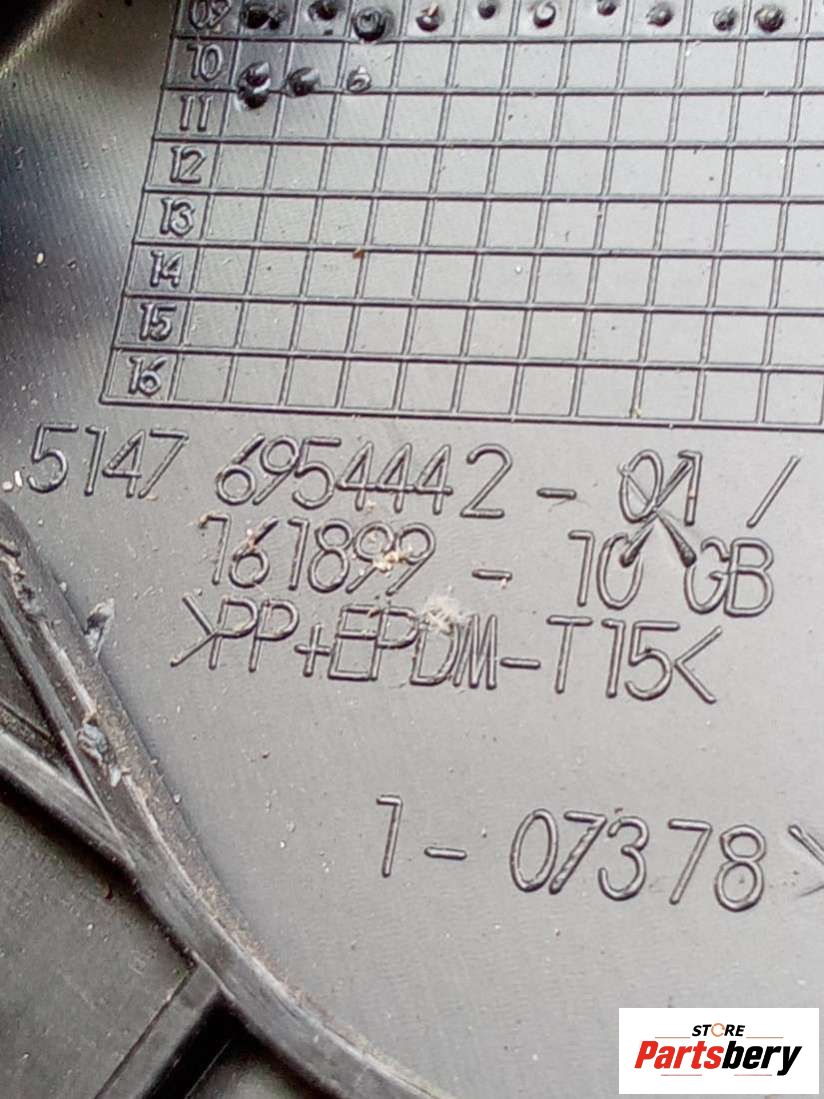 09
10
11
12
13
14
15
16
5147 6954442 - 01 /
161899 - 10 GB
>PP+EPDM-T15<
1- 07378
STORE
Partsbery